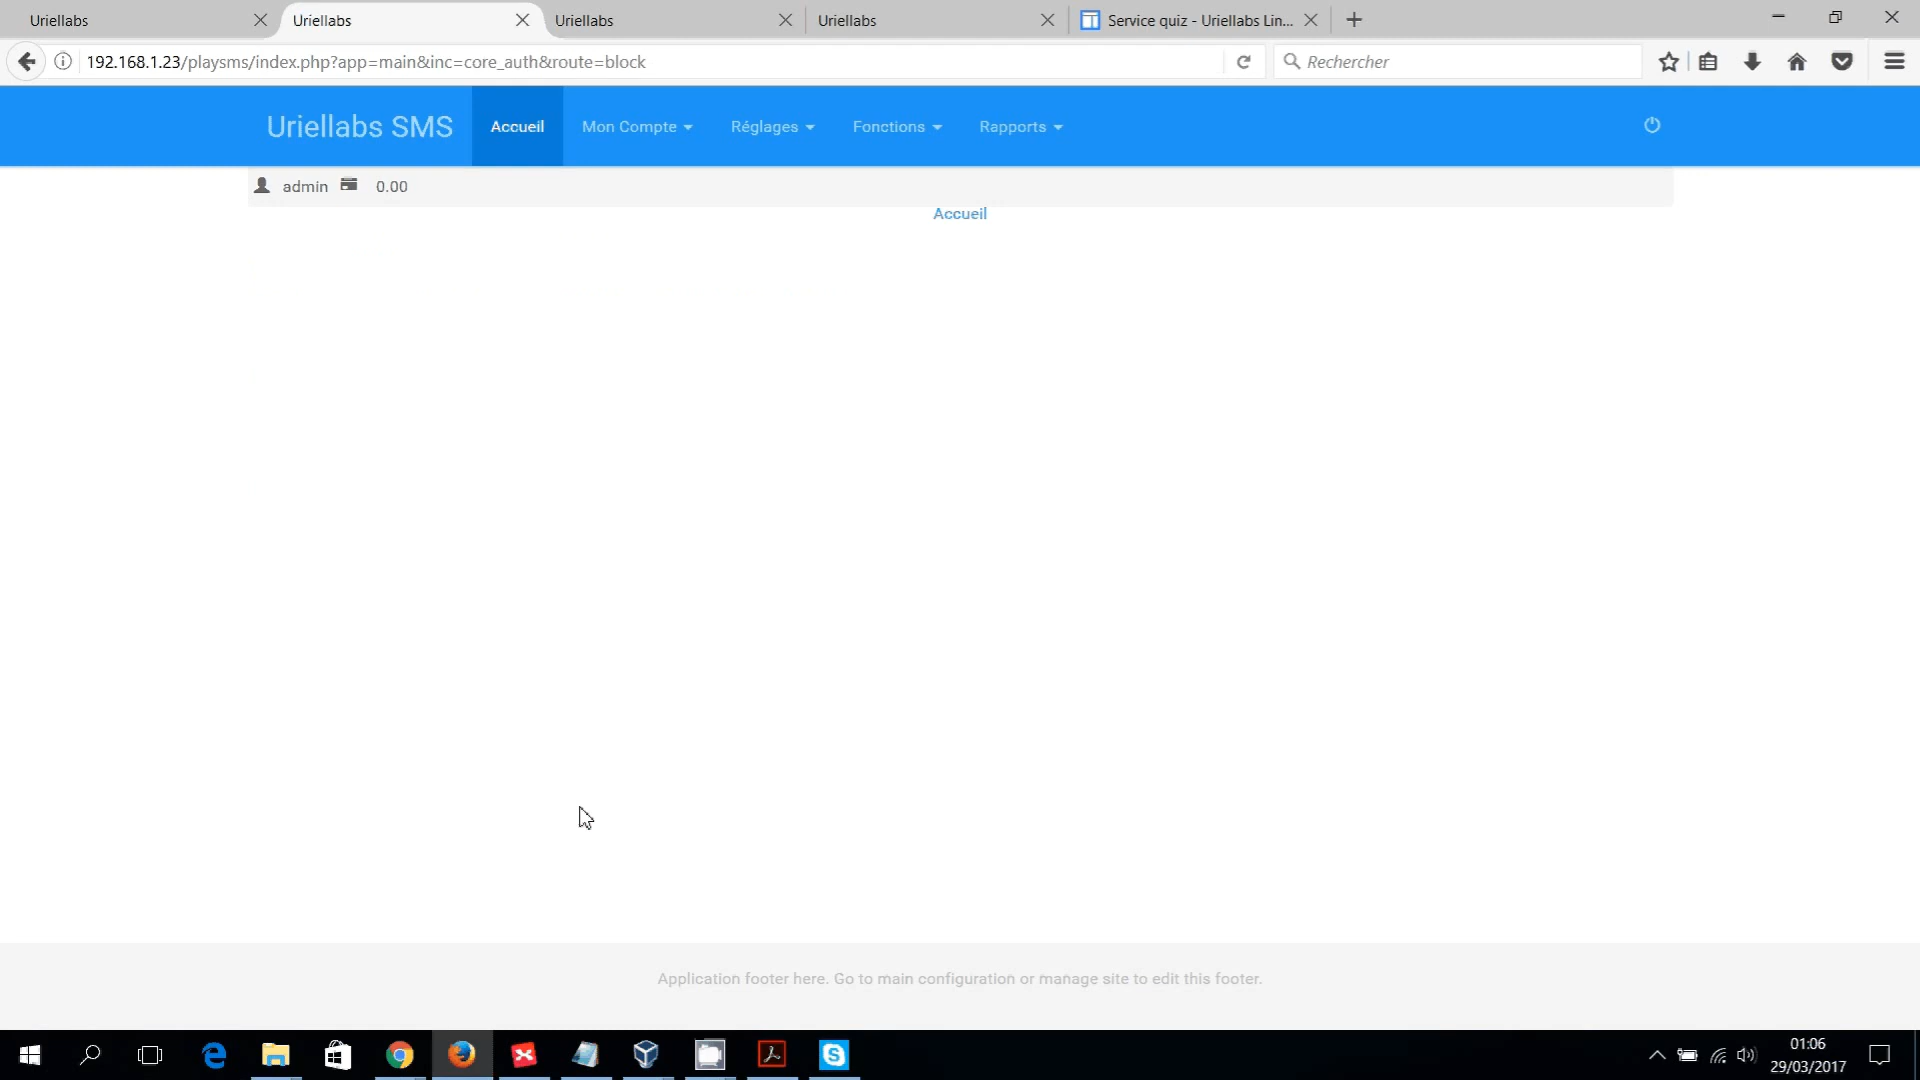 Uriellabs
Uriellabs
Uriellabs
Uriellabs
Service quiz - Uriellabs Lin...
192.168.1.23/playsms/index.php?app=main&inc=core_auth&route=block
Rechercher
Uriellabs SMS
Accueil
Mon Compte
Réglages
Fonctions
Rapports
admin
0.00
Accueil
Application footer here. Go to main configuration or manage site to edit this footer.
01:06
29/03/2017